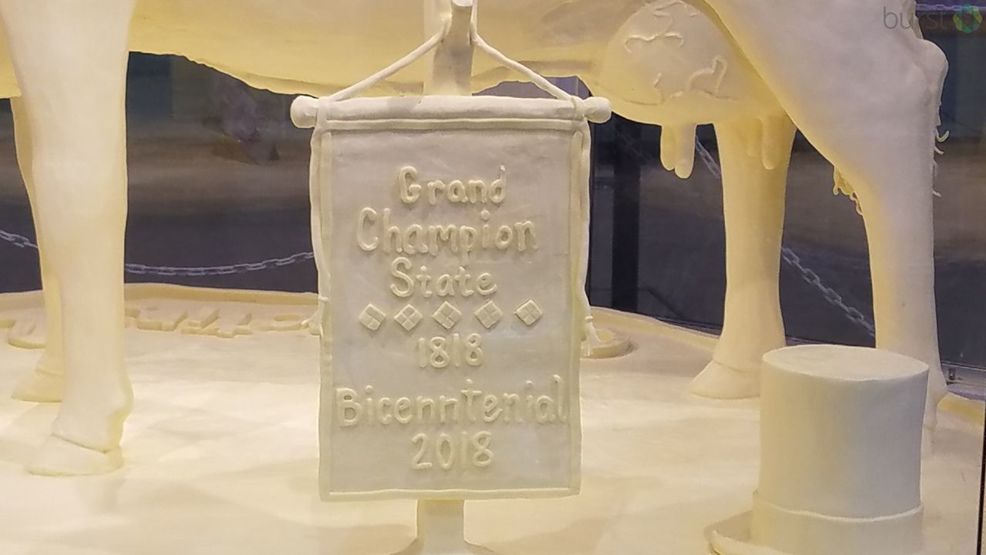 burst
Grand
Champion
State
1818
Bicenntenial
2018